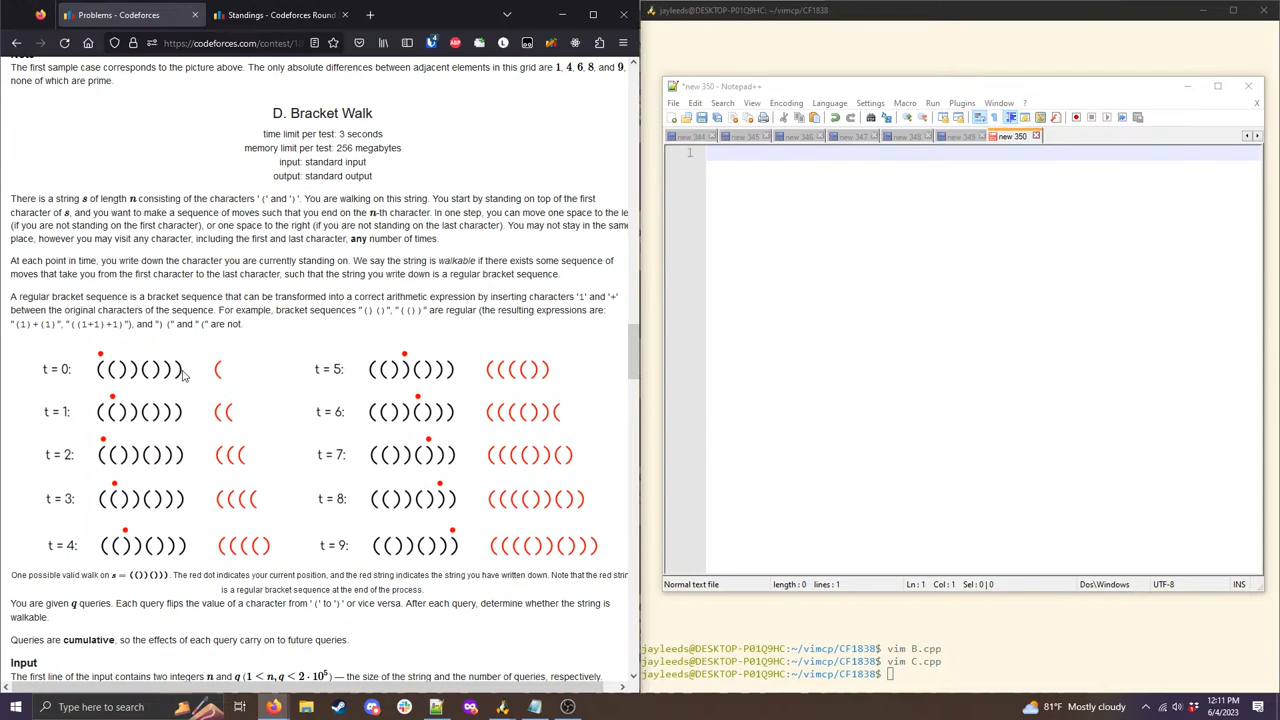 Problems - Codeforces
Standings - Codeforces Round
jayleeds@DESKTOP-P01Q9HC: ~/vimcp/CF1838
https://codeforces.com/contest/18
The first sample case corresponds to the picture above. The only absolute differences between adjacent elements in this grid are 1, 4, 6, 8, and 9,
none of which are prime.
D. Bracket Walk
time limit per test: 3 seconds
memory limit per test: 256 megabytes
input: standard input
output: standard output
There is a string s of length n consisting of the characters '(' and ')'. You are walking on this string. You start by standing on top of the first
character of s, and you want to make a sequence of moves such that you end on the n-th character. In one step, you can move one space to the le
(if you are not standing on the first character), or one space to the right (if you are not standing on the last character). You may not stay in the same
place, however you may visit any character, including the first and last character, any number of times.
At each point in time, you write down the character you are currently standing on. We say the string is walkable if there exists some sequence of
moves that take you from the first character to the last character, such that the string you write down is a regular bracket sequence.
A regular bracket sequence is a bracket sequence that can be transformed into a correct arithmetic expression by inserting characters '1' and '+'
between the original characters of the sequence. For example, bracket sequences "()()", "(())" are regular (the resulting expressions are:
"(1)+(1)", "((1+1)+1)"), and ")(" and "(" are not.
t = 0: (())())) (
t = 5: (())())) (((())
t = 1: (())())) ((
t = 6: (())())) (((())(
t = 2: (())())) (((
t = 7: (())())) (((())()
t = 3: (())())) ((((
t = 8: (())())) (((())())
t = 4: (())())) (((()
t = 9: (())())) (((())()))
One possible valid walk on s = (())())). The red dot indicates your current position, and the red string indicates the string you have written down. Note that the red strin
is a regular bracket sequence at the end of the process.
You are given q queries. Each query flips the value of a character from '(' to ')' or vice versa. After each query, determine whether the string is
walkable.
Queries are cumulative, so the effects of each query carry on to future queries.
Input
The first line of the input contains two integers n and q (1 ≤ n, q ≤ 2 · 10^5) — the size of the string and the number of queries, respectively.
*new 350 - Notepad++
File Edit Search View Encoding Language Settings Macro Run Plugins Window ? X
new 344 new 345 new 346 new 347 new 348 new 349 new 350
1
Normal text file length : 0 lines : 1 Ln : 1 Col : 1 Sel : 0 | 0 Dos\Windows UTF-8 INS
jayleeds@DESKTOP-P01Q9HC:~/vimcp/CF1838$ vim B.cpp
jayleeds@DESKTOP-P01Q9HC:~/vimcp/CF1838$ vim C.cpp
jayleeds@DESKTOP-P01Q9HC:~/vimcp/CF1838$
Type here to search
81°F Mostly cloudy
12:11 PM
6/4/2023